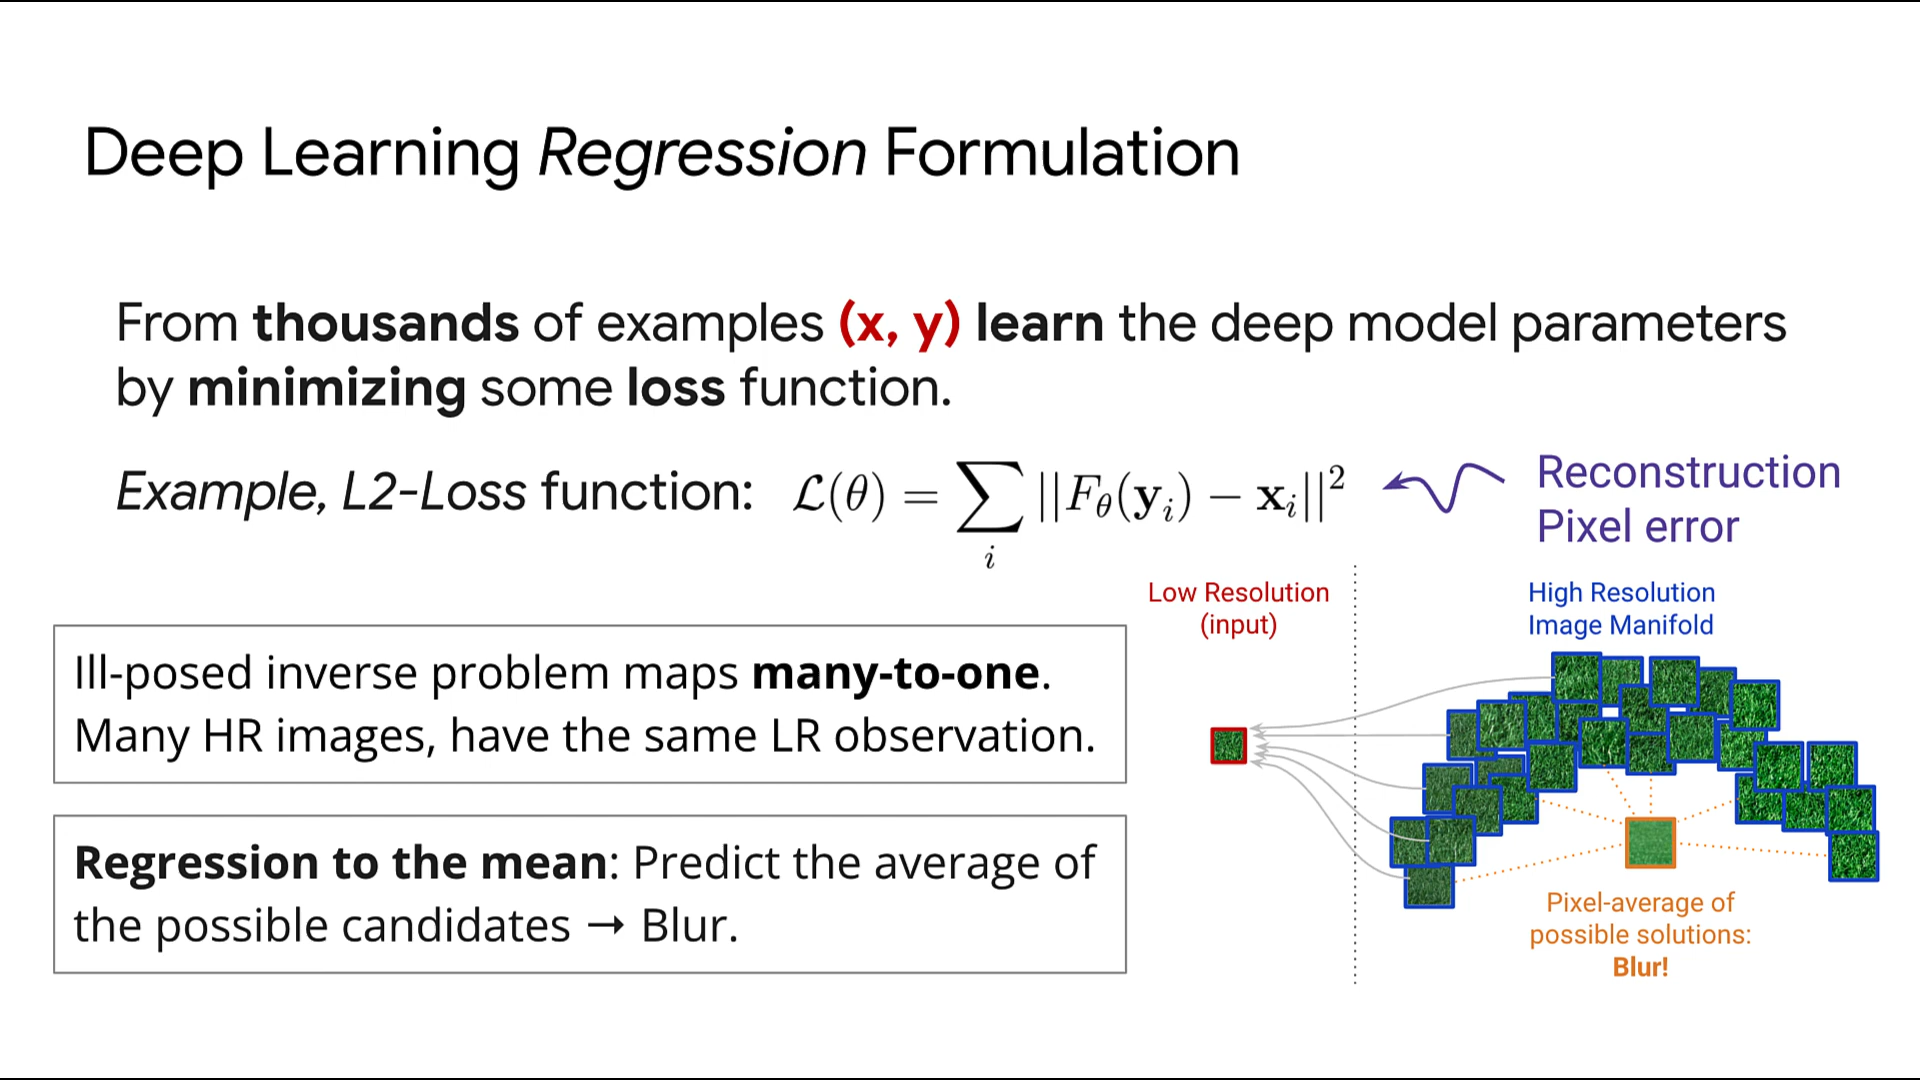 Deep Learning Regression Formulation
From thousands of examples (x, y) learn the deep model parameters
by minimizing some loss function.
Example, L2-Loss function: ℒ(θ) = ∑_i ||F_θ(y_i) − x_i||²
Reconstruction
Pixel error
Low Resolution
(input)
High Resolution
Image Manifold
Ill-posed inverse problem maps many-to-one.
Many HR images, have the same LR observation.
Regression to the mean: Predict the average of
the possible candidates → Blur.
Pixel-average of
possible solutions:
Blur!